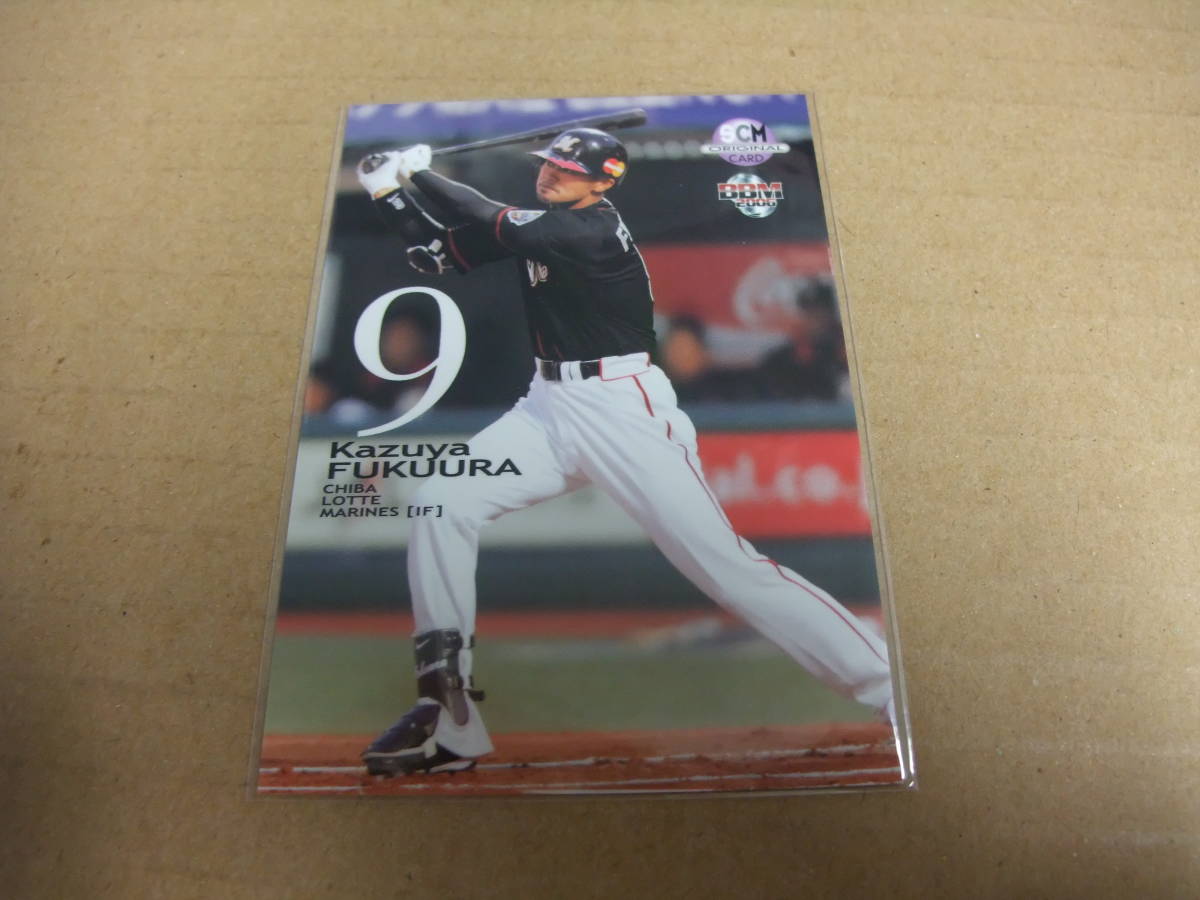 SCM
ORIGINAL
CARD
BBM
2006
M
9
Kazuya
FUKUURA
CHIBA
LOTTE
MARINES [IF]